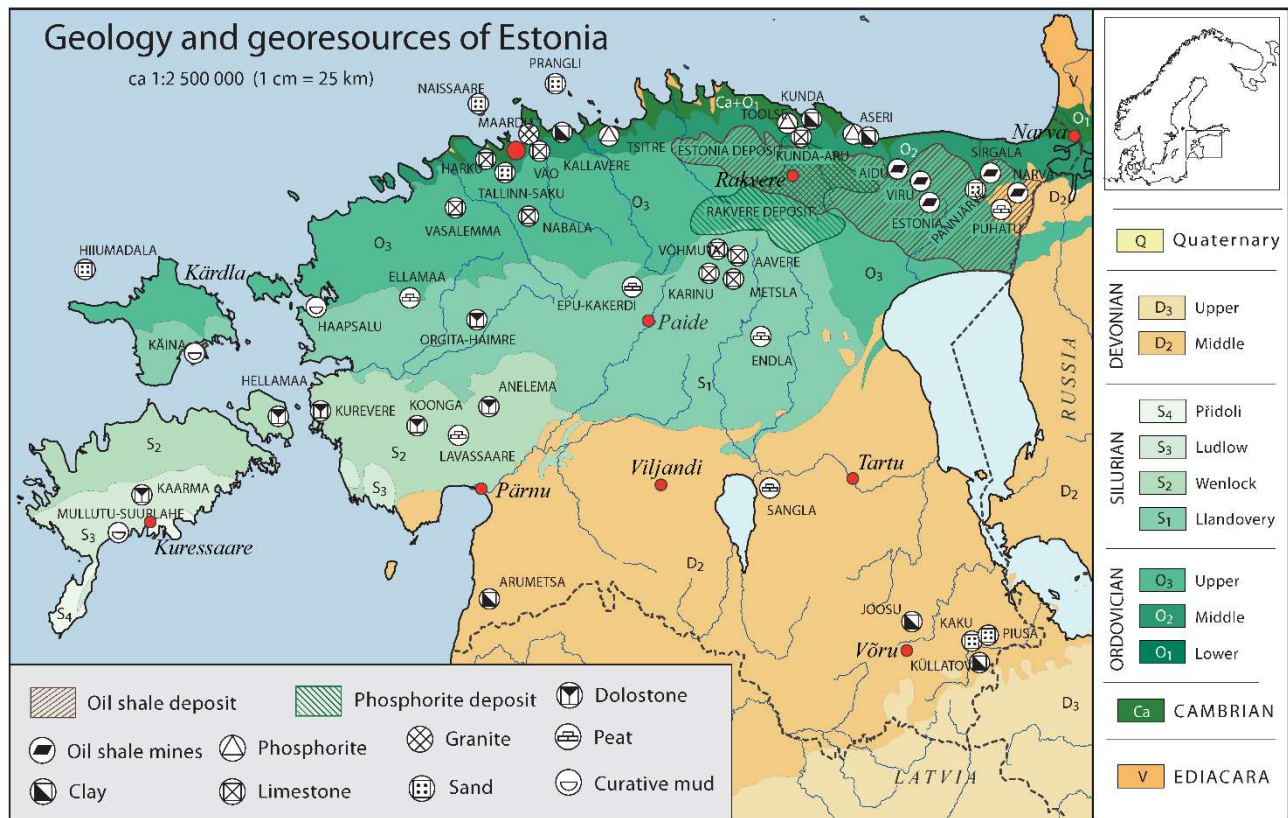 Geology and georesources of Estonia
ca 1:2 500 000 (1 cm = 25 km)
PRANGLI
NAISSAARE
MAARDU
KALLAVERE
TSITRE
HARKU
VÄO
TALLINN-SAKU
VASALEMMA
NABALA
Ca+O1
KUNDA
TOOLSE
ASERI
ESTONIA DEPOSIT
KUNDA-ARU
O2
AIDU
SIRGALA
NARVA
Narva
V
O1
D2
Rakvere
VIRU
ESTONIA
PANNJÄRVE
PUHATU
RAKVERE DEPOSIT
O3
O3
O3
HIIUMADALA
Kärdla
ELLAMAA
HAAPSALU
ORGITA-HAIMRE
EPU-KAKERDI
VÕHMUTA
AAVERE
KARINU
METSLA
Paide
ENDLA
S1
KÄINA
HELLAMAA
KUREVERE
KOONGA
ANELEMA
LAVASSAARE
S2
S2
S3
KAARMA
MULLUTU-SUURLAHE
Kuressaare
S3
S4
Pärnu
Viljandi
Tartu
SANGLA
RUSSIA
D2
D2
ARUMETSA
JOOSU
KAKU
PIUSA
Võru
D3
LATVIA
Oil shale deposit
Phosphorite deposit
Dolostone
Oil shale mines
Phosphorite
Granite
Peat
Clay
Limestone
Sand
Curative mud
Q Quaternary
DEVONIAN
D3 Upper
D2 Middle
SILURIAN
S4 Přidoli
S3 Ludlow
S2 Wenlock
S1 Llandovery
ORDOVICIAN
O3 Upper
O2 Middle
O1 Lower
Ca CAMBRIAN
V EDIACARA